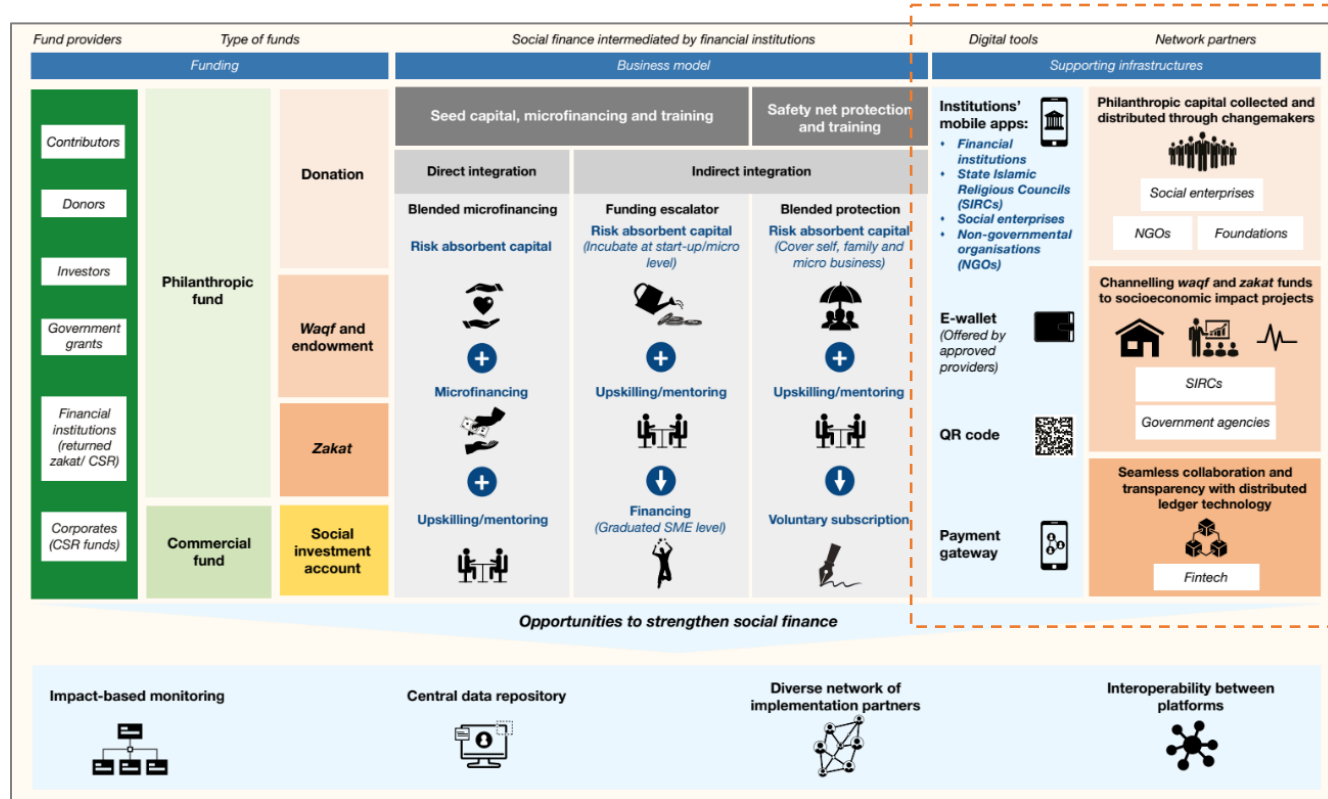 Fund providers
Type of funds
Social finance intermediated by financial institutions
Digital tools
Network partners
Funding
Business model
Supporting infrastructures
Contributors
Donors
Investors
Government
grants
Financial
institutions
(returned
zakat/ CSR)
Corporates
(CSR funds)
Philanthropic
fund
Commercial
fund
Donation
Waqf and
endowment
Zakat
Social
investment
account
Seed capital, microfinancing and training
Safety net protection
and training
Direct integration
Indirect integration
Blended microfinancing
Risk absorbent capital
Microfinancing
Upskilling/mentoring
Funding escalator
Risk absorbent capital
(Incubate at start-up/micro
level)
Upskilling/mentoring
Financing
(Graduated SME level)
Blended protection
Risk absorbent capital
(Cover self, family and
micro business)
Upskilling/mentoring
Voluntary subscription
Institutions'
mobile apps:
• Financial
institutions
• State Islamic
Religious Councils
(SIRCs)
• Social enterprises
• Non-governmental
organisations
(NGOs)
E-wallet
(Offered by
approved
providers)
QR code
Payment
gateway
Philanthropic capital collected and
distributed through changemakers
Social enterprises
NGOs
Foundations
Channelling waqf and zakat funds
to socioeconomic impact projects
SIRCs
Government agencies
Seamless collaboration and
transparency with distributed
ledger technology
Fintech
Opportunities to strengthen social finance
Impact-based monitoring
Central data repository
Diverse network of
implementation partners
Interoperability between
platforms